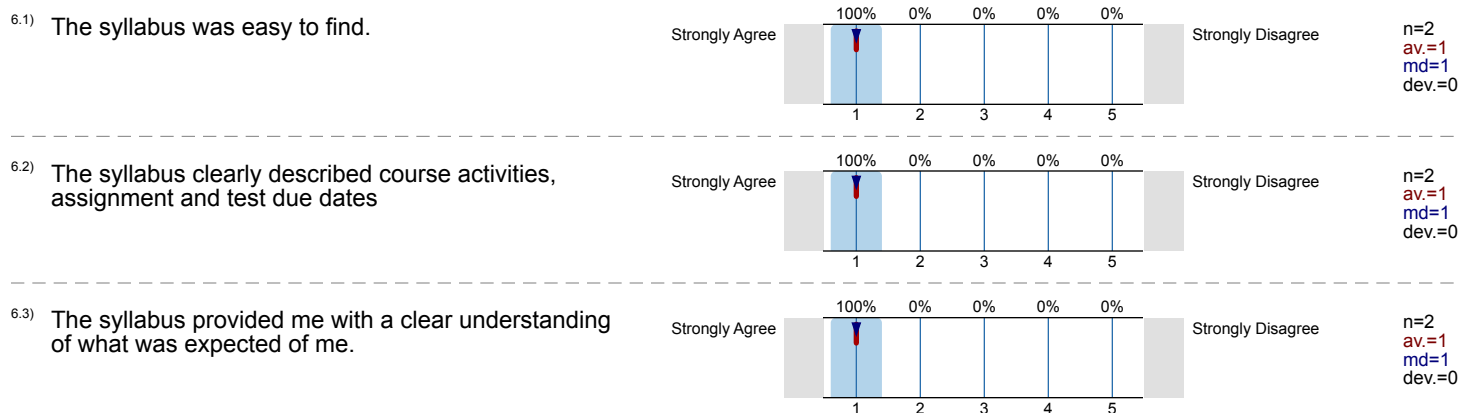 6.1) The syllabus was easy to find.
100% 0% 0% 0% 0%
Strongly Agree Strongly Disagree
1 2 3 4 5
n=2
av.=1
md=1
dev.=0
6.2) The syllabus clearly described course activities,
assignment and test due dates
100% 0% 0% 0% 0%
Strongly Agree Strongly Disagree
1 2 3 4 5
n=2
av.=1
md=1
dev.=0
6.3) The syllabus provided me with a clear understanding
of what was expected of me.
100% 0% 0% 0% 0%
Strongly Agree Strongly Disagree
1 2 3 4 5
n=2
av.=1
md=1
dev.=0